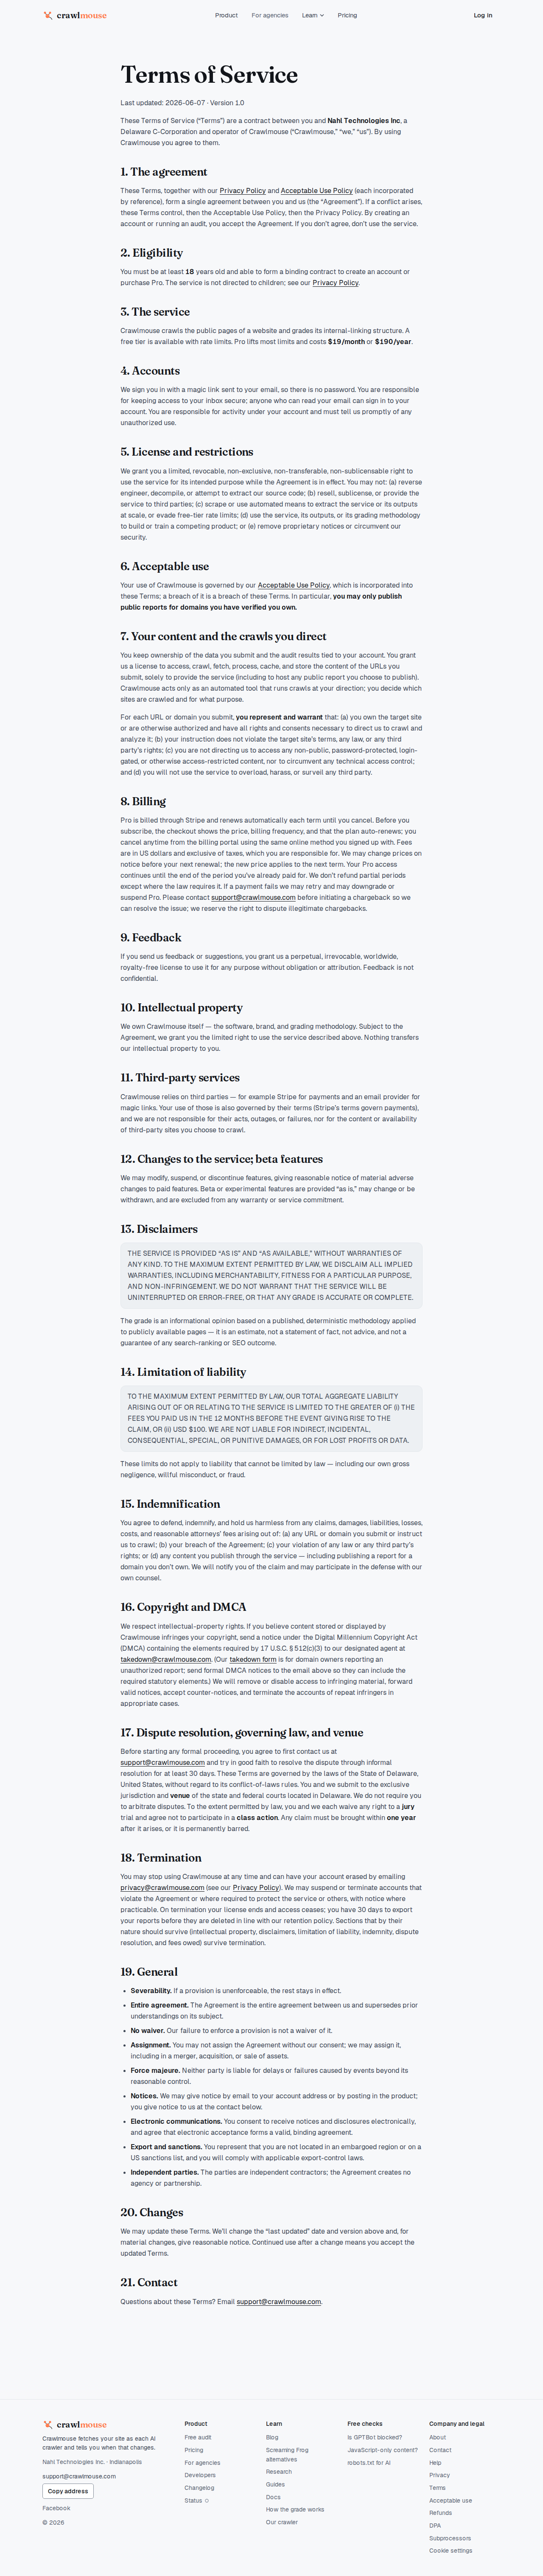 crawlmouse
Product
For agencies
Learn
Pricing
Log in
Terms of Service
Last updated: 2026-06-07 · Version 1.0
These Terms of Service (“Terms”) are a contract between you and Nahl Technologies Inc, a
Delaware C-Corporation and operator of Crawlmouse (“Crawlmouse,” “we,” “us”). By using
Crawlmouse you agree to them.
1. The agreement
These Terms, together with our Privacy Policy and Acceptable Use Policy (each incorporated
by reference), form a single agreement between you and us (the “Agreement”). If a conflict arises,
these Terms control, then the Acceptable Use Policy, then the Privacy Policy. By creating an
account or running an audit, you accept the Agreement. If you don’t agree, don’t use the service.
2. Eligibility
You must be at least 18 years old and able to form a binding contract to create an account or
purchase Pro. The service is not directed to children; see our Privacy Policy.
3. The service
Crawlmouse crawls the public pages of a website and grades its internal-linking structure. A
free tier is available with rate limits. Pro lifts most limits and costs $19/month or $190/year.
4. Accounts
We sign you in with a magic link sent to your email, so there is no password. You are responsible
for keeping access to your inbox secure; anyone who can read your email can sign in to your
account. You are responsible for activity under your account and must tell us promptly of any
unauthorized use.
5. License and restrictions
We grant you a limited, revocable, non-exclusive, non-transferable, non-sublicensable right to
use the service for its intended purpose while the Agreement is in effect. You may not: (a) reverse
engineer, decompile, or attempt to extract our source code; (b) resell, sublicense, or provide the
service to third parties; (c) scrape or use automated means to extract the service or its outputs
at scale, or evade free-tier rate limits; (d) use the service, its outputs, or its grading methodology
to build or train a competing product; or (e) remove proprietary notices or circumvent our
security.
6. Acceptable use
Your use of Crawlmouse is governed by our Acceptable Use Policy, which is incorporated into
these Terms; a breach of it is a breach of these Terms. In particular, you may only publish
public reports for domains you have verified you own.
7. Your content and the crawls you direct
You keep ownership of the data you submit and the audit results tied to your account. You grant
us a license to access, crawl, fetch, process, cache, and store the content of the URLs you
submit, solely to provide the service (including to host any public report you choose to publish).
Crawlmouse acts only as an automated tool that runs crawls at your direction; you decide which
sites are crawled and for what purpose.
For each URL or domain you submit, you represent and warrant that: (a) you own the target site
or are otherwise authorized and have all rights and consents necessary to direct us to crawl and
analyze it; (b) your instruction does not violate the target site’s terms, any law, or any third
party’s rights; (c) you are not directing us to access any non-public, password-protected, login-
gated, or otherwise access-restricted content, nor to circumvent any technical access control;
and (d) you will not use the service to overload, harass, or surveil any third party.
8. Billing
Pro is billed through Stripe and renews automatically each term until you cancel. Before you
subscribe, the checkout shows the price, billing frequency, and that the plan auto-renews; you
cancel anytime from the billing portal using the same online method you signed up with. Fees
are in US dollars and exclusive of taxes, which you are responsible for. We may change prices on
notice before your next renewal; the new price applies to the next term. Your Pro access
continues until the end of the period you’ve already paid for. We don’t refund partial periods
except where the law requires it. If a payment fails we may retry and may downgrade or
suspend Pro. Please contact support@crawlmouse.com before initiating a chargeback so we
can resolve the issue; we reserve the right to dispute illegitimate chargebacks.
9. Feedback
If you send us feedback or suggestions, you grant us a perpetual, irrevocable, worldwide,
royalty-free license to use it for any purpose without obligation or attribution. Feedback is not
confidential.
10. Intellectual property
We own Crawlmouse itself — the software, brand, and grading methodology. Subject to the
Agreement, we grant you the limited right to use the service described above. Nothing transfers
our intellectual property to you.
11. Third-party services
Crawlmouse relies on third parties — for example Stripe for payments and an email provider for
magic links. Your use of those is also governed by their terms (Stripe’s terms govern payments),
and we are not responsible for their acts, outages, or failures, nor for the content or availability
of third-party sites you choose to crawl.
12. Changes to the service; beta features
We may modify, suspend, or discontinue features, giving reasonable notice of material adverse
changes to paid features. Beta or experimental features are provided “as is,” may change or be
withdrawn, and are excluded from any warranty or service commitment.
13. Disclaimers
THE SERVICE IS PROVIDED “AS IS” AND “AS AVAILABLE,” WITHOUT WARRANTIES OF
ANY KIND. TO THE MAXIMUM EXTENT PERMITTED BY LAW, WE DISCLAIM ALL IMPLIED
WARRANTIES, INCLUDING MERCHANTABILITY, FITNESS FOR A PARTICULAR PURPOSE,
AND NON-INFRINGEMENT. WE DO NOT WARRANT THAT THE SERVICE WILL BE
UNINTERRUPTED OR ERROR-FREE, OR THAT ANY GRADE IS ACCURATE OR COMPLETE.
The grade is an informational opinion based on a published, deterministic methodology applied
to publicly available pages — it is an estimate, not a statement of fact, not advice, and not a
guarantee of any search-ranking or SEO outcome.
14. Limitation of liability
TO THE MAXIMUM EXTENT PERMITTED BY LAW, OUR TOTAL AGGREGATE LIABILITY
ARISING OUT OF OR RELATING TO THE SERVICE IS LIMITED TO THE GREATER OF (i) THE
FEES YOU PAID US IN THE 12 MONTHS BEFORE THE EVENT GIVING RISE TO THE
CLAIM, OR (ii) USD $100. WE ARE NOT LIABLE FOR INDIRECT, INCIDENTAL,
CONSEQUENTIAL, SPECIAL, OR PUNITIVE DAMAGES, OR FOR LOST PROFITS OR DATA.
These limits do not apply to liability that cannot be limited by law — including our own gross
negligence, willful misconduct, or fraud.
15. Indemnification
You agree to defend, indemnify, and hold us harmless from any claims, damages, liabilities, losses,
costs, and reasonable attorneys’ fees arising out of: (a) any URL or domain you submit or instruct
us to crawl; (b) your breach of the Agreement; (c) your violation of any law or any third party’s
rights; or (d) any content you publish through the service — including publishing a report for a
domain you don’t own. We will notify you of the claim and may participate in the defense with our
own counsel.
16. Copyright and DMCA
We respect intellectual-property rights. If you believe content stored or displayed by
Crawlmouse infringes your copyright, send a notice under the Digital Millennium Copyright Act
(DMCA) containing the elements required by 17 U.S.C. § 512(c)(3) to our designated agent at
takedown@crawlmouse.com. (Our takedown form is for domain owners reporting an
unauthorized report; send formal DMCA notices to the email above so they can include the
required statutory elements.) We will remove or disable access to infringing material, forward
valid notices, accept counter-notices, and terminate the accounts of repeat infringers in
appropriate cases.
17. Dispute resolution, governing law, and venue
Before starting any formal proceeding, you agree to first contact us at
support@crawlmouse.com and try in good faith to resolve the dispute through informal
resolution for at least 30 days. These Terms are governed by the laws of the State of Delaware,
United States, without regard to its conflict-of-laws rules. You and we submit to the exclusive
jurisdiction and venue of the state and federal courts located in Delaware. We do not require you
to arbitrate disputes. To the extent permitted by law, you and we each waive any right to a jury
trial and agree not to participate in a class action. Any claim must be brought within one year
after it arises, or it is permanently barred.
18. Termination
You may stop using Crawlmouse at any time and can have your account erased by emailing
privacy@crawlmouse.com (see our Privacy Policy). We may suspend or terminate accounts that
violate the Agreement or where required to protect the service or others, with notice where
practicable. On termination your license ends and access ceases; you have 30 days to export
your reports before they are deleted in line with our retention policy. Sections that by their
nature should survive (intellectual property, disclaimers, limitation of liability, indemnity, dispute
resolution, and fees owed) survive termination.
19. General
• Severability. If a provision is unenforceable, the rest stays in effect.
• Entire agreement. The Agreement is the entire agreement between us and supersedes prior
understandings on its subject.
• No waiver. Our failure to enforce a provision is not a waiver of it.
• Assignment. You may not assign the Agreement without our consent; we may assign it,
including in a merger, acquisition, or sale of assets.
• Force majeure. Neither party is liable for delays or failures caused by events beyond its
reasonable control.
• Notices. We may give notice by email to your account address or by posting in the product;
you give notice to us at the contact below.
• Electronic communications. You consent to receive notices and disclosures electronically,
and agree that electronic acceptance forms a valid, binding agreement.
• Export and sanctions. You represent that you are not located in an embargoed region or on a
US sanctions list, and you will comply with applicable export-control laws.
• Independent parties. The parties are independent contractors; the Agreement creates no
agency or partnership.
20. Changes
We may update these Terms. We’ll change the “last updated” date and version above and, for
material changes, give reasonable notice. Continued use after a change means you accept the
updated Terms.
21. Contact
Questions about these Terms? Email support@crawlmouse.com.
crawlmouse
Crawlmouse fetches your site as each AI
crawler and tells you when that changes.
Nahl Technologies Inc. · Indianapolis
support@crawlmouse.com
Copy address
Facebook
© 2026
Product
Free audit
Pricing
For agencies
Developers
Changelog
Status
Learn
Blog
Screaming Frog
alternatives
Research
Guides
Docs
How the grade works
Our crawler
Free checks
Is GPTBot blocked?
JavaScript-only content?
robots.txt for AI
Company and legal
About
Contact
Help
Privacy
Terms
Acceptable use
Refunds
DPA
Subprocessors
Cookie settings